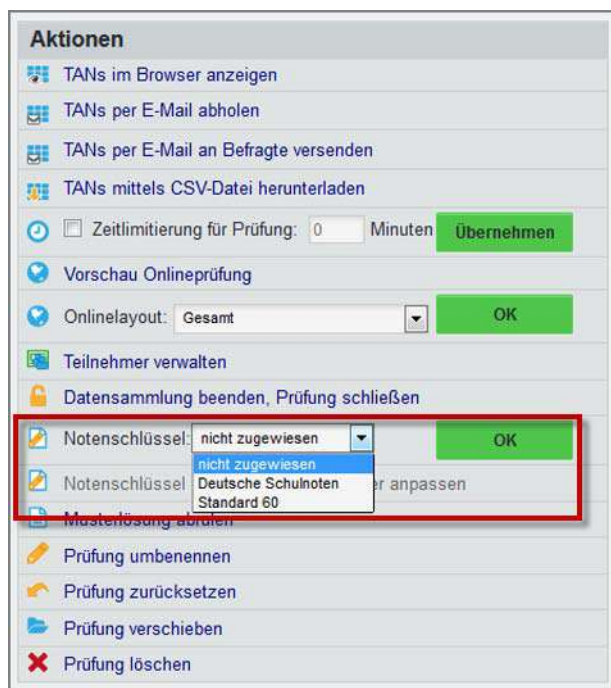 Aktionen
TANs im Browser anzeigen
TANs per E-Mail abholen
TANs per E-Mail an Befragte versenden
TANs mittels CSV-Datei herunterladen
Zeitlimitierung für Prüfung: 0 Minuten Übernehmen
Vorschau Onlineprüfung
Onlinelayout: Gesamt OK
Teilnehmer verwalten
Datensammlung beenden, Prüfung schließen
Notenschlüssel: nicht zugewiesen OK
nicht zugewiesen
Deutsche Schulnoten
Standard 60
Notenschlüssel er anpassen
Musterlösung abrufen
Prüfung umbenennen
Prüfung zurücksetzen
Prüfung verschieben
Prüfung löschen